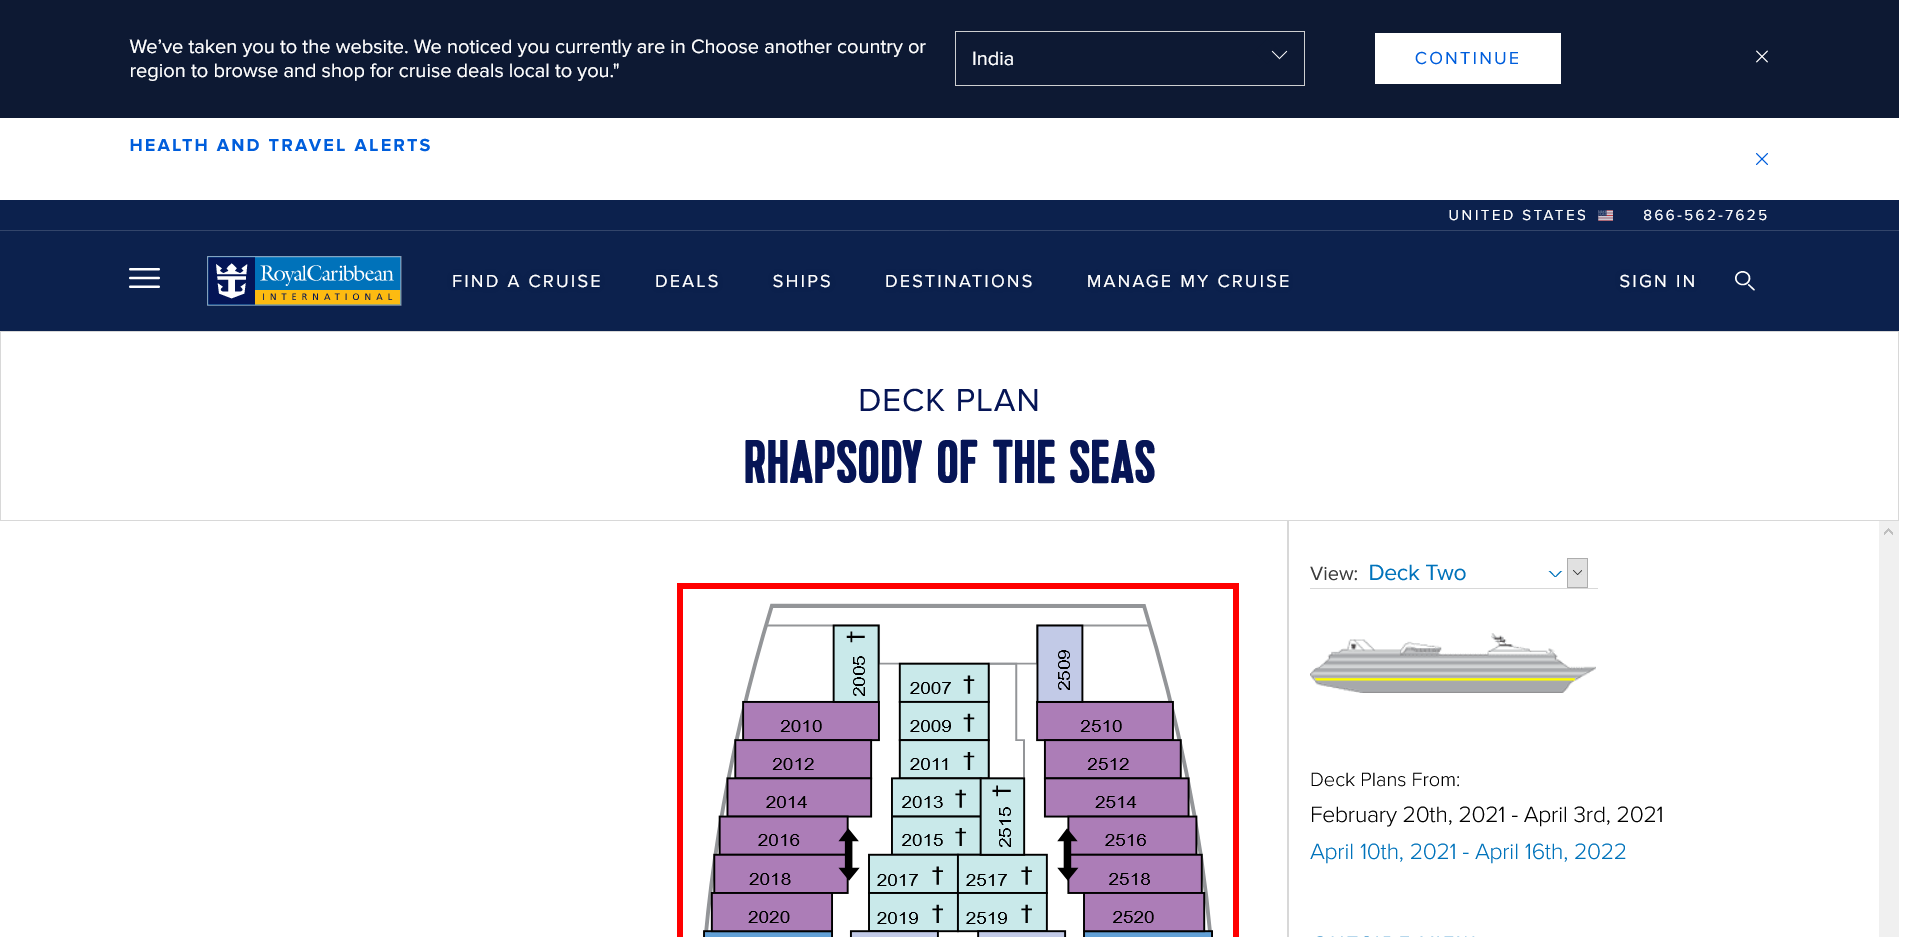 We've taken you to the website. We noticed you currently are in Choose another country or
region to browse and shop for cruise deals local to you."
India
CONTINUE
HEALTH AND TRAVEL ALERTS
UNITED STATES
866-562-7625
RoyalCaribbean
INTERNATIONAL
FIND A CRUISE
DEALS
SHIPS
DESTINATIONS
MANAGE MY CRUISE
SIGN IN
DECK PLAN
RHAPSODY OF THE SEAS
2005 †
2509
2007 †
2010
2009 †
2510
2012
2011 †
2512
2014
2013 †
2515 †
2514
2016
2015 †
2516
2018
2017 †
2517 †
2518
2020
2019 †
2519 †
2520
View: Deck Two
Deck Plans From:
February 20th, 2021 - April 3rd, 2021
April 10th, 2021 - April 16th, 2022